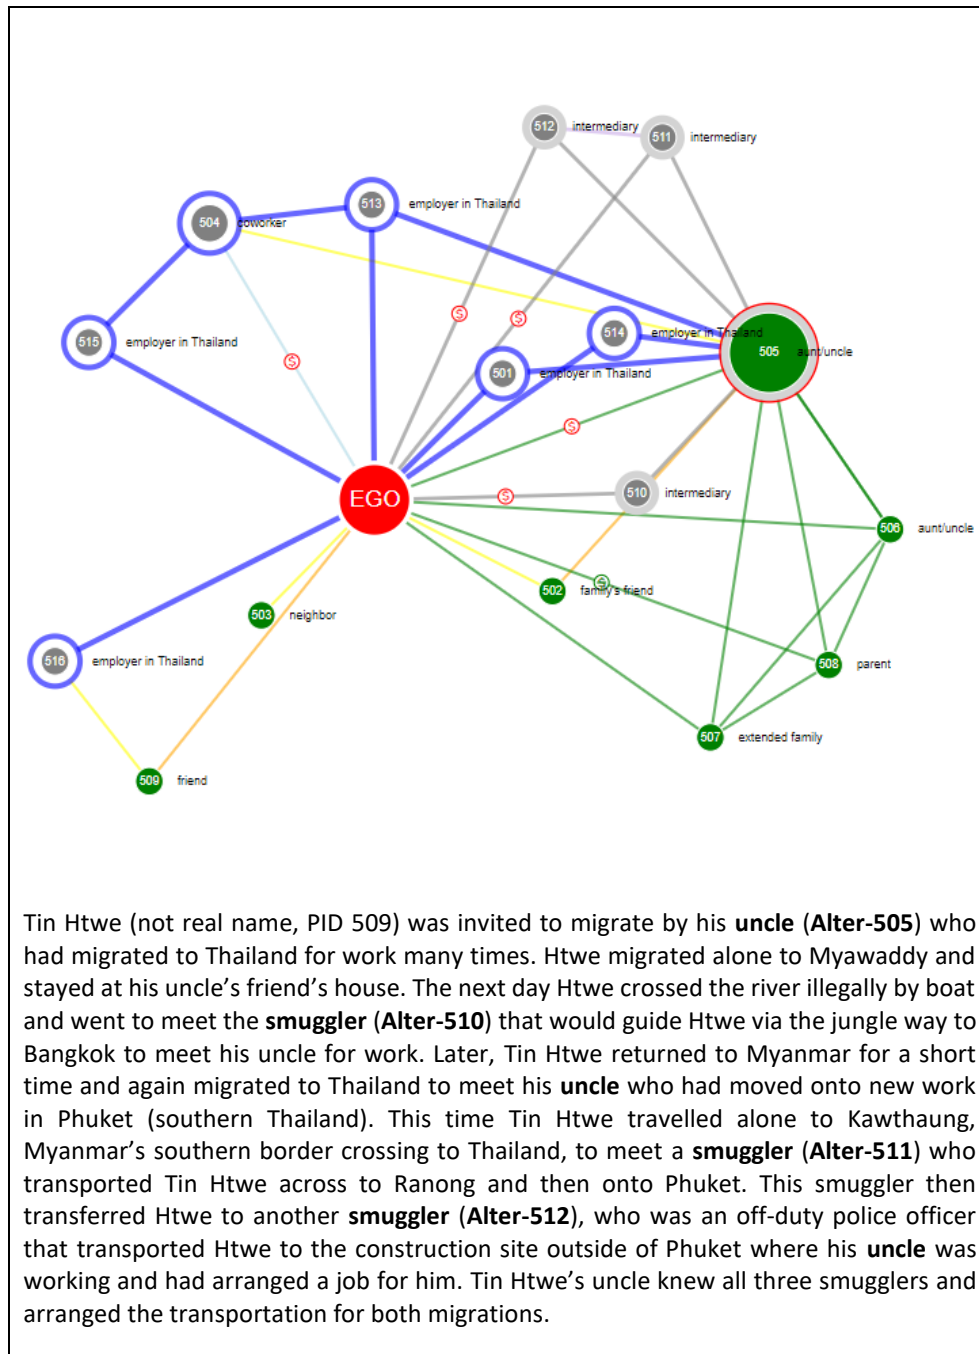 512 intermediary 511 intermediary
513 employer in Thailand
504 coworker
$ $
515 employer in Thailand
514 employer in Thailand
505 aunt/uncle
$
501 employer in Thailand
$
EGO $ 510 intermediary
506 aunt/uncle
$
502 family's friend
503 neighbor
516 employer in Thailand
508 parent
507 extended family
509 friend
Tin Htwe (not real name, PID 509) was invited to migrate by his uncle (Alter-505) who
had migrated to Thailand for work many times. Htwe migrated alone to Myawaddy and
stayed at his uncle’s friend’s house. The next day Htwe crossed the river illegally by boat
and went to meet the smuggler (Alter-510) that would guide Htwe via the jungle way to
Bangkok to meet his uncle for work. Later, Tin Htwe returned to Myanmar for a short
time and again migrated to Thailand to meet his uncle who had moved onto new work
in Phuket (southern Thailand). This time Tin Htwe travelled alone to Kawthaung,
Myanmar’s southern border crossing to Thailand, to meet a smuggler (Alter-511) who
transported Tin Htwe across to Ranong and then onto Phuket. This smuggler then
transferred Htwe to another smuggler (Alter-512), who was an off-duty police officer
that transported Htwe to the construction site outside of Phuket where his uncle was
working and had arranged a job for him. Tin Htwe’s uncle knew all three smugglers and
arranged the transportation for both migrations.